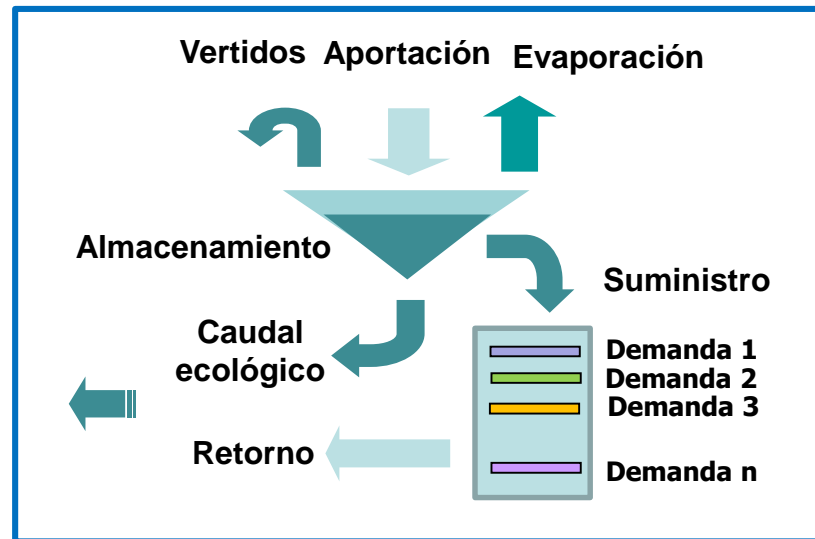 Vertidos Aportación Evaporación
Almacenamiento
Suministro
Caudal
ecológico
Demanda 1
Demanda 2
Demanda 3
Retorno
Demanda n